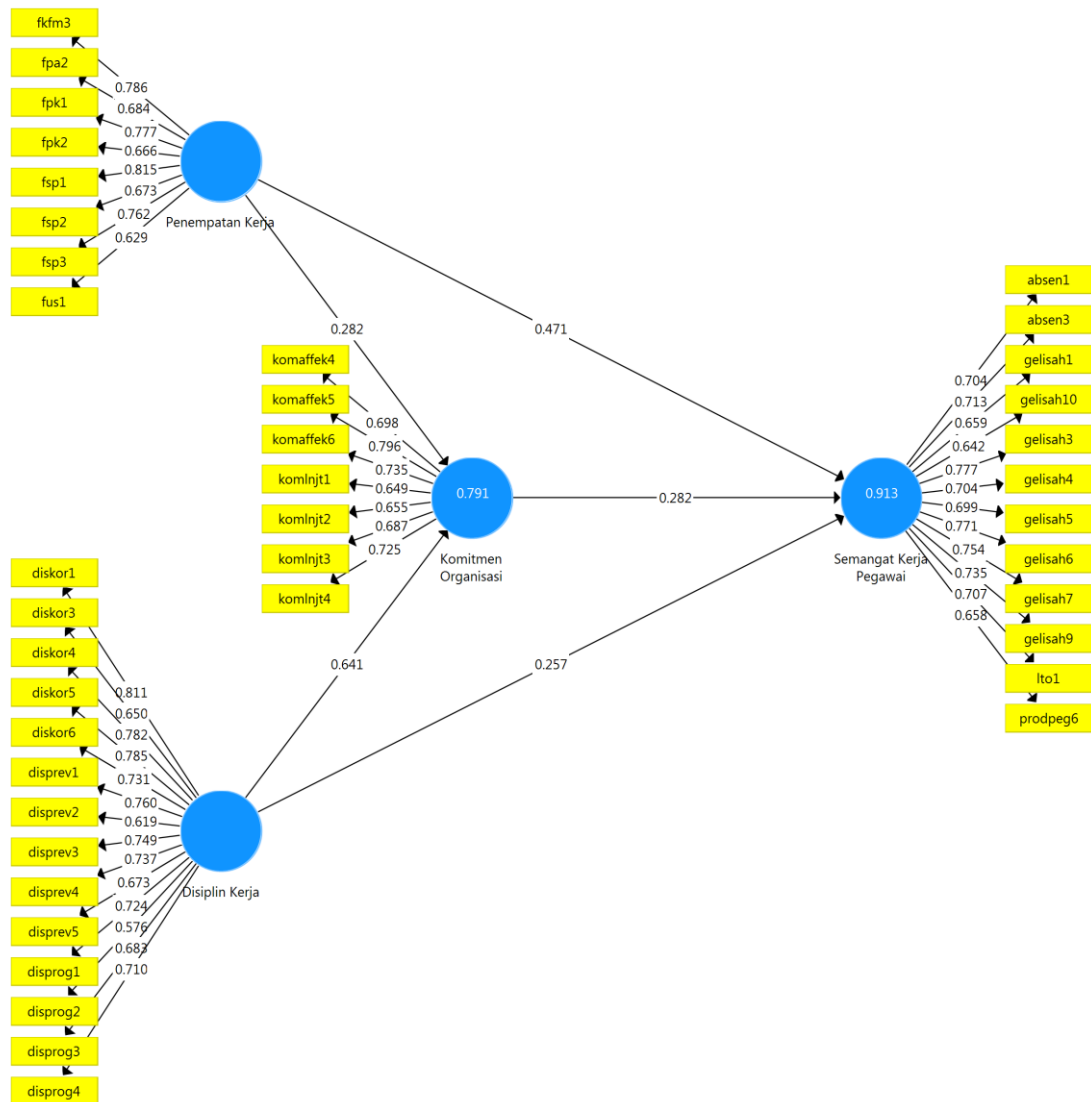 fkfm3
fpa2
fpk1
fpk2
fsp1
fsp2
fsp3
fus1
0.786
0.684
0.777
0.666
0.815
0.673
0.762
0.629
Penempatan Kerja
0.282
0.471
komaffek4
komaffek5
komaffek6
komlnjt1
komlnjt2
komlnjt3
komlnjt4
0.698
0.796
0.735
0.649
0.655
0.687
0.725
0.791
Komitmen
Organisasi
0.282
0.913
Semangat Kerja
Pegawai
0.704
0.713
0.659
0.642
0.777
0.704
0.699
0.771
0.754
0.735
0.707
0.658
absen1
absen3
gelisah1
gelisah10
gelisah3
gelisah4
gelisah5
gelisah6
gelisah7
gelisah9
lto1
prodpeg6
0.641
0.257
diskor1
diskor3
diskor4
diskor5
diskor6
disprev1
disprev2
disprev3
disprev4
disprev5
disprog1
disprog2
disprog3
disprog4
0.811
0.650
0.782
0.785
0.731
0.760
0.619
0.749
0.737
0.673
0.724
0.576
0.683
0.710
Disiplin Kerja